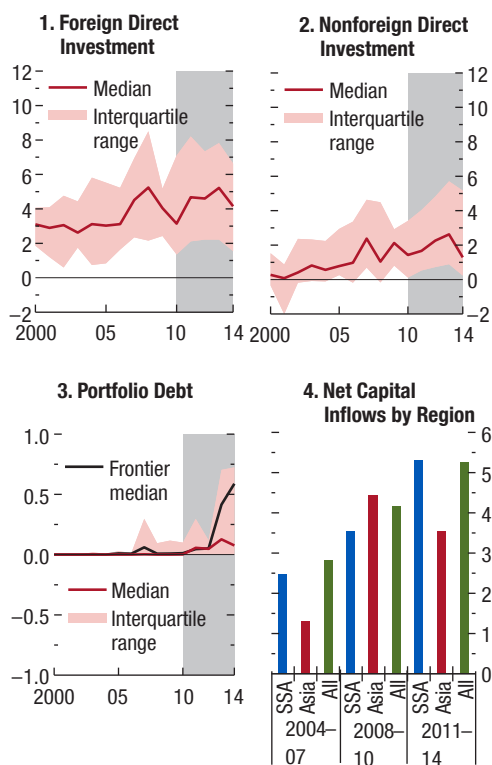 1. Foreign Direct
Investment
12
10
8
6
4
2
0
−2
Median
Interquartile
range
2000
05
10
14
2. Nonforeign Direct
Investment
Median
Interquartile
range
12
10
8
6
4
2
0
−2
2000
05
10
14
3. Portfolio Debt
1.0
0.5
0.0
−0.5
−1.0
Frontier
median
Median
Interquartile
range
2000
05
10
14
4. Net Capital
Inflows by Region
6
5
4
3
2
1
0
SSA
Asia
All
SSA
Asia
All
SSA
Asia
All
2004–
07
2008–
10
2011–
14